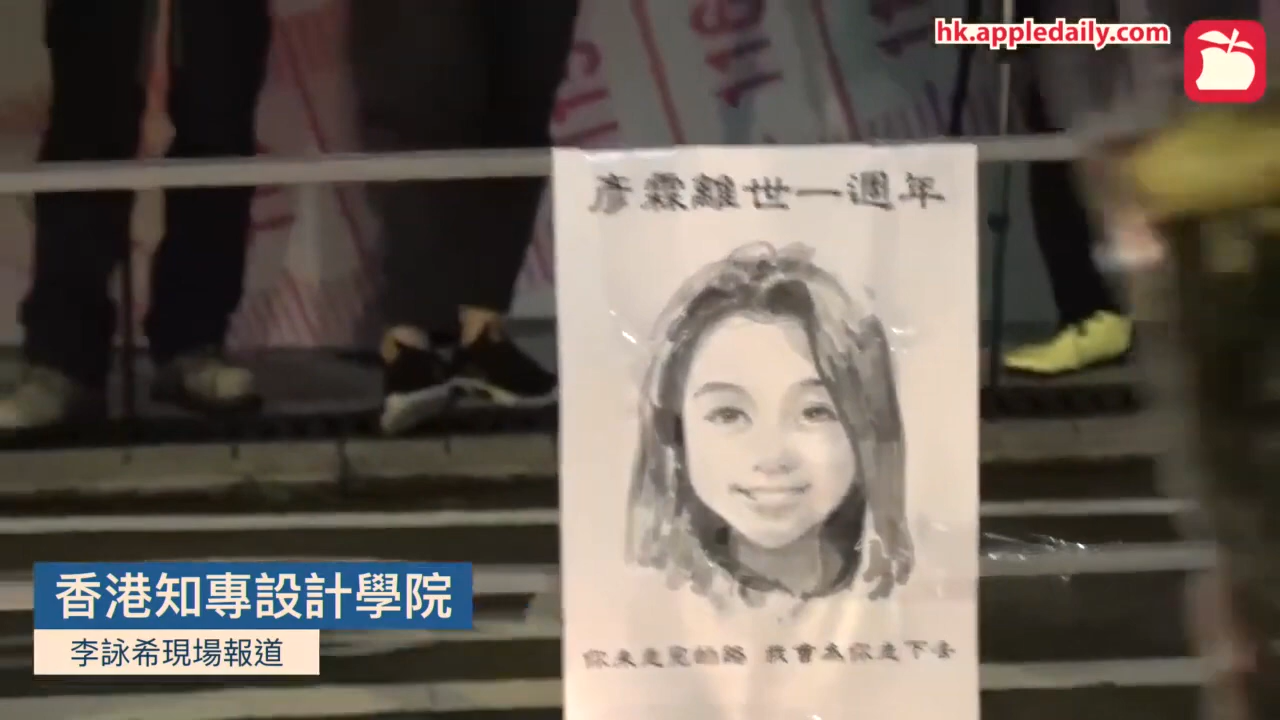 hk.appledaily.com
116
115
彥霖離世一週年
你未走完的路 我會為你走下去
香港知專設計學院
李詠希現場報道